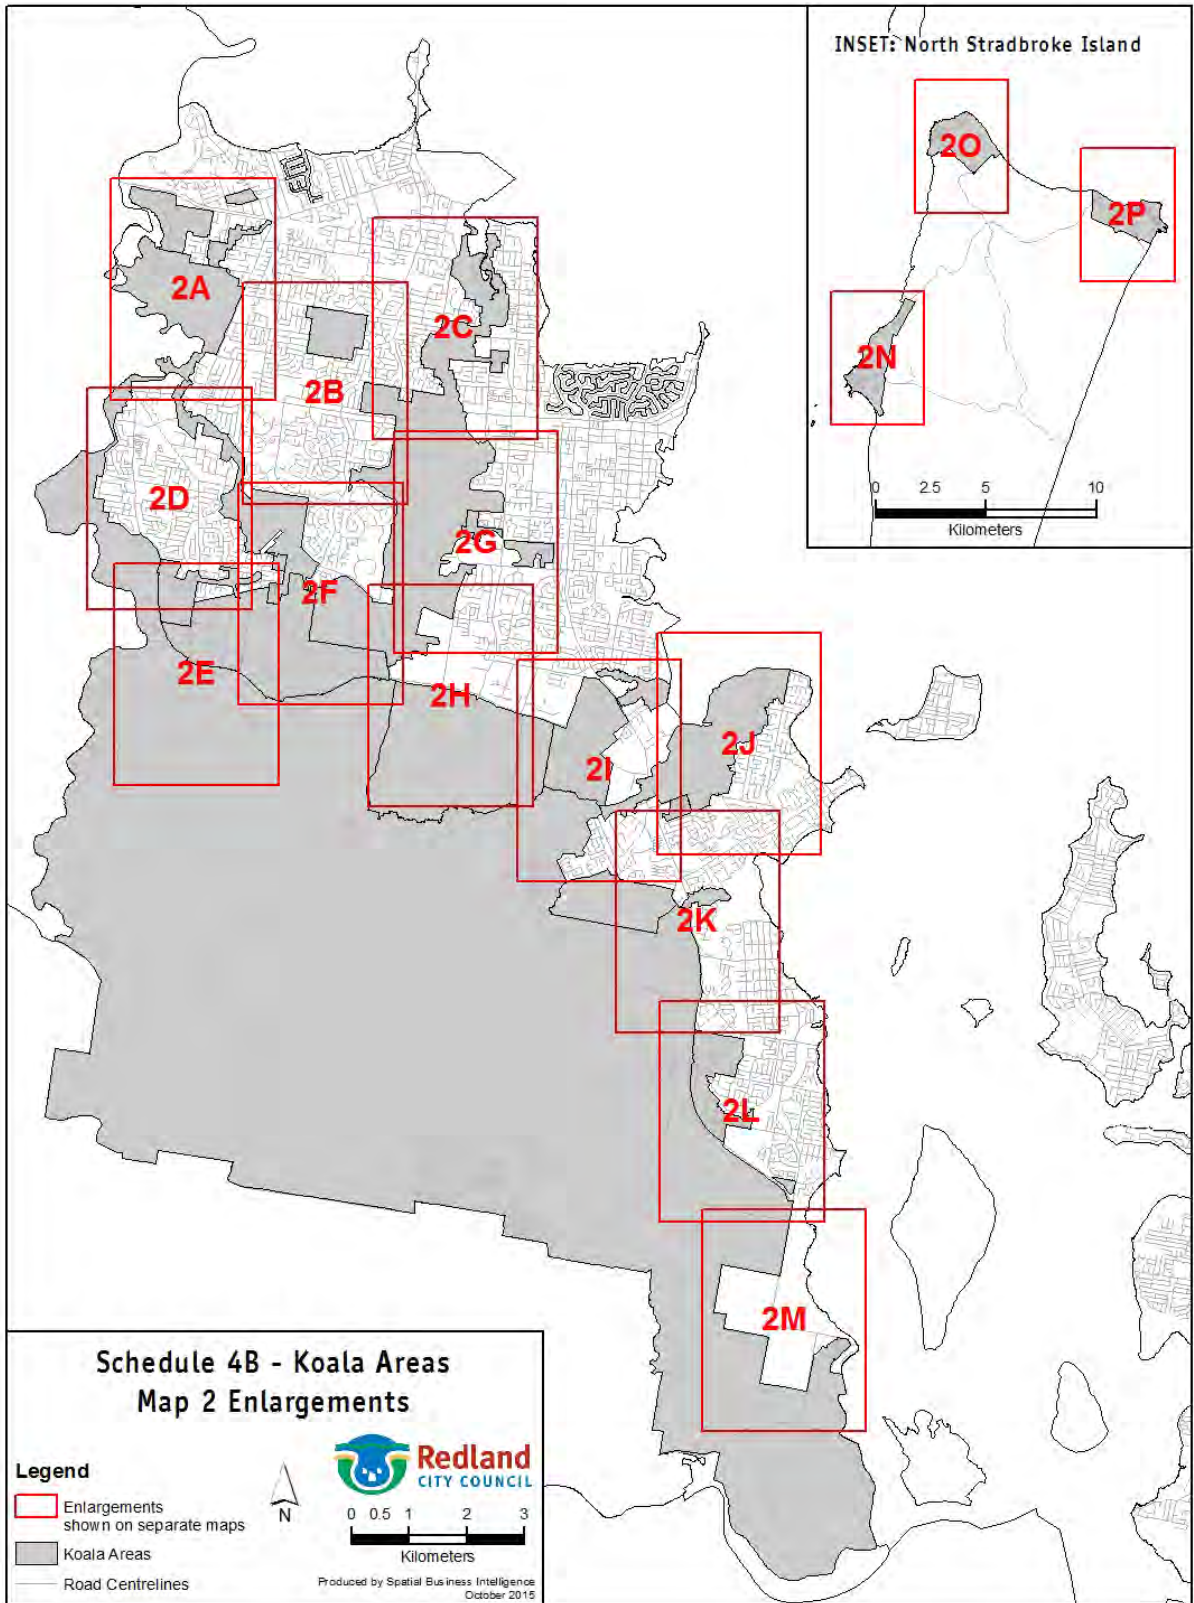 INSET: North Stradbroke Island
2O
2P
2N
0 2.5 5 10
Kilometers
2A
2C
2B
2D
2G
2F
2E
2H
2J
2I
2K
2L
2M
Schedule 4B - Koala Areas
Map 2 Enlargements
Legend
Enlargements
shown on separate maps
Koala Areas
Road Centrelines
N
Redland
CITY COUNCIL
0 0.5 1 2 3
Kilometers
Produced by Spatial Business Intelligence
October 2015